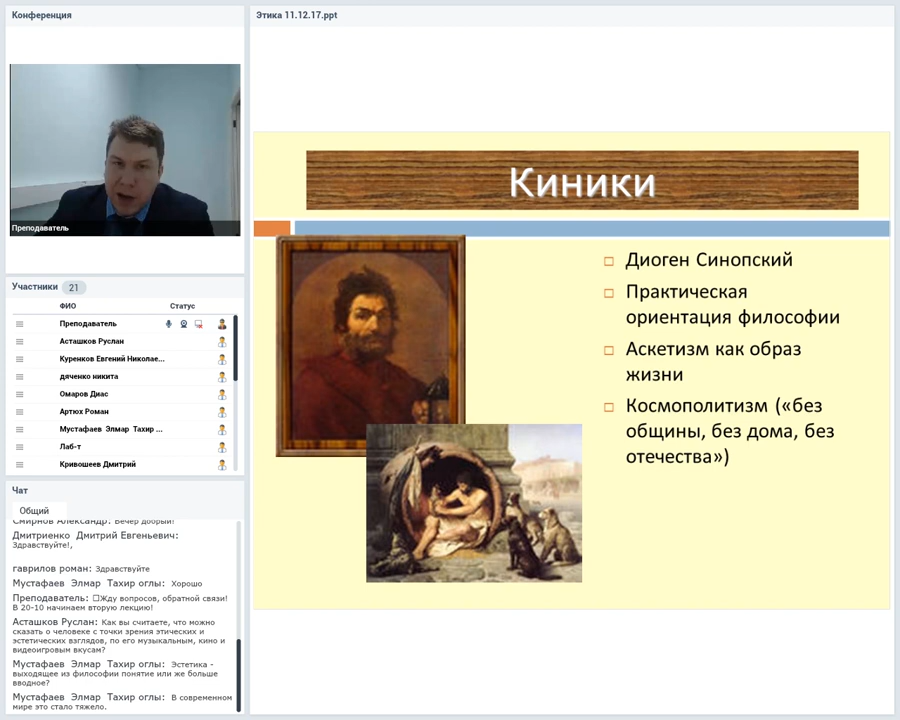 Конференция
Преподаватель
Участники 21
ФИО Статус
Преподаватель
Асташков Руслан
Куренков Евгений Николае...
дяченко никита
Омаров Диас
Артюх Роман
Мустафаев Элмар Тахир ...
Лаб-т
Кривошеев Дмитрий
Чат
Общий
Смирнов Александр: Вечер добрый!
Дмитриенко Дмитрий Евгеньевич:
Здравствуйте!,
гаврилов роман: Здравствуйте
Мустафаев Элмар Тахир оглы: Хорошо
Преподаватель: ☐Жду вопросов, обратной связи!
В 20-10 начинаем вторую лекцию!
Асташков Руслан: Как вы считаете, что можно
сказать о человеке с точки зрения этических и
эстетических взглядов, по его музыкальным, кино и
видеоигровым вкусам?
Мустафаев Элмар Тахир оглы: Эстетика -
выходящее из философии понятие или же больше
вводное?
Мустафаев Элмар Тахир оглы: В современном
мире это стало тяжело.
Этика 11.12.17.ppt
Киники
Диоген Синопский
Практическая
ориентация философии
Аскетизм как образ
жизни
Космополитизм («без
общины, без дома, без
отечества»)